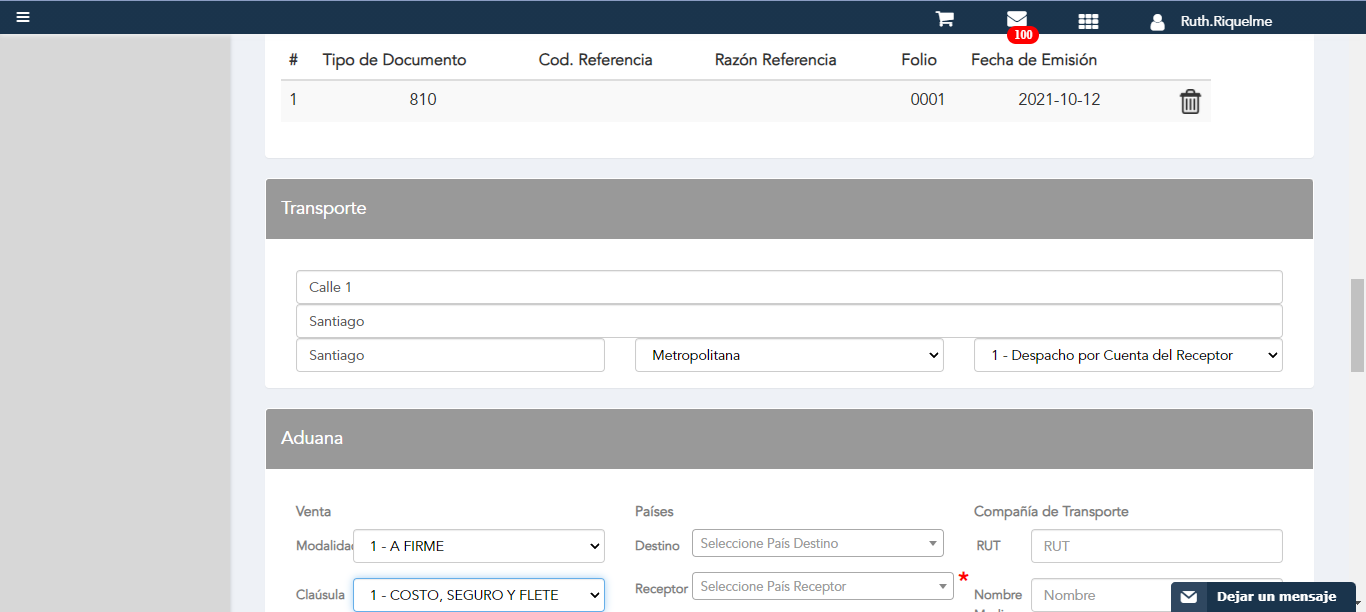 Ruth.Riquelme
100
# Tipo de Documento Cod. Referencia Razón Referencia Folio Fecha de Emisión
1 810 0001 2021-10-12
Transporte
Calle 1
Santiago
Santiago Metropolitana 1 - Despacho por Cuenta del Receptor
Aduana
Venta Países Compañía de Transporte
Modalidad 1 - A FIRME Destino Seleccione País Destino RUT RUT
Claúsula 1 - COSTO, SEGURO Y FLETE Receptor Seleccione País Receptor * Nombre Nombre
Dejar un mensaje